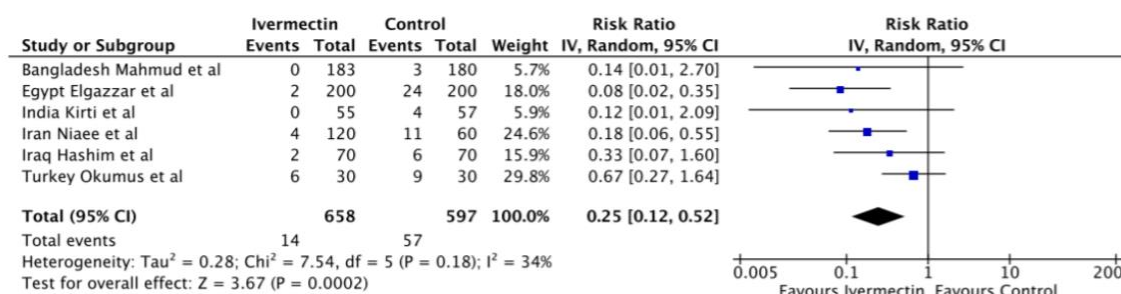 Ivermectin Control Risk Ratio Risk Ratio
Study or Subgroup Events Total Events Total Weight IV, Random, 95% CI IV, Random, 95% CI
Bangladesh Mahmud et al 0 183 3 180 5.7% 0.14 [0.01, 2.70]
Egypt Elgazzar et al 2 200 24 200 18.0% 0.08 [0.02, 0.35]
India Kirti et al 0 55 4 57 5.9% 0.12 [0.01, 2.09]
Iran Niaee et al 4 120 11 60 24.6% 0.18 [0.06, 0.55]
Iraq Hashim et al 2 70 6 70 15.9% 0.33 [0.07, 1.60]
Turkey Okumus et al 6 30 9 30 29.8% 0.67 [0.27, 1.64]
Total (95% CI) 658 597 100.0% 0.25 [0.12, 0.52]
Total events 14 57
Heterogeneity: Tau² = 0.28; Chi² = 7.54, df = 5 (P = 0.18); I² = 34%
Test for overall effect: Z = 3.67 (P = 0.0002)
0.005 0.1 1 10 200
Favours Ivermectin Favours Control